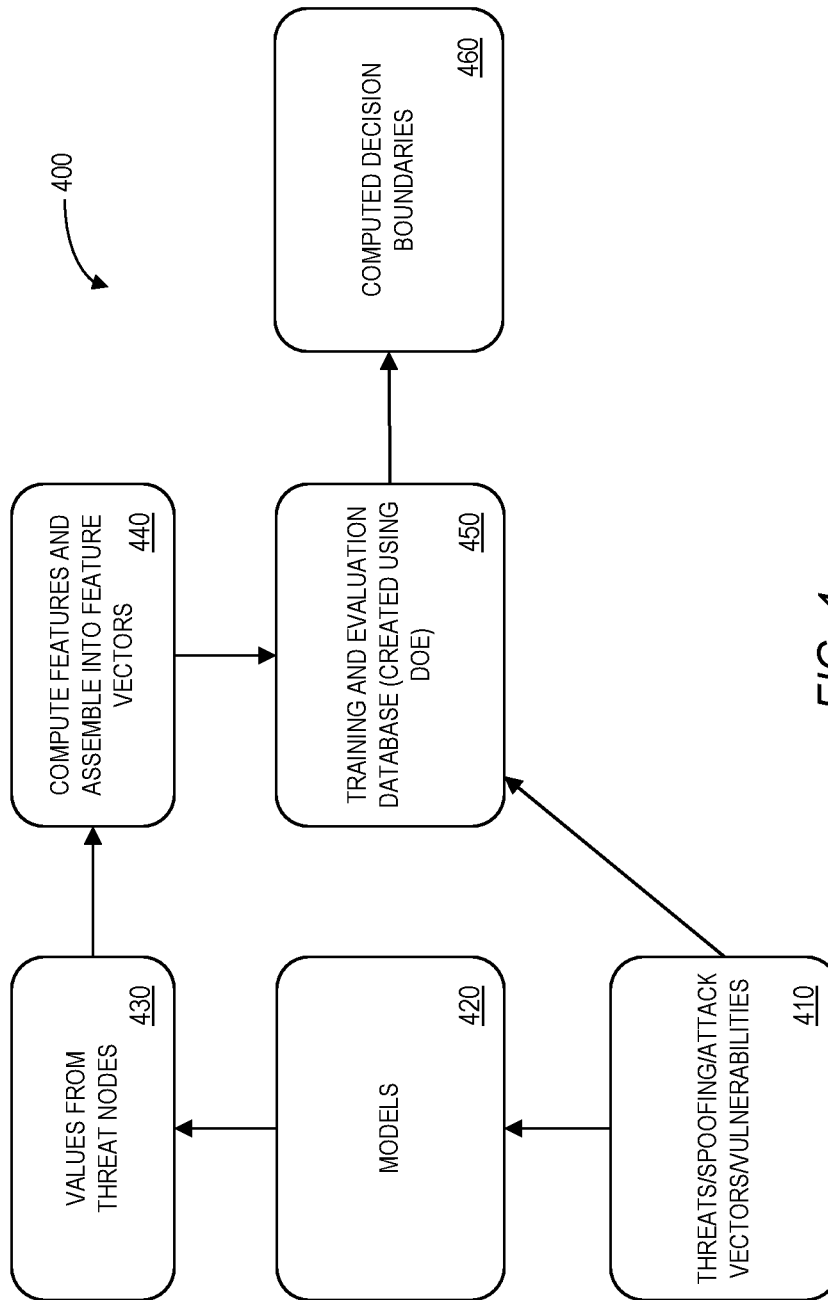 400
VALUES FROM
THREAT NODES
430
COMPUTE FEATURES AND
ASSEMBLE INTO FEATURE
VECTORS
440
MODELS
420
TRAINING AND EVALUATION
DATABASE (CREATED USING
DOE)
450
COMPUTED DECISION
BOUNDARIES
460
THREATS/SPOOFING/ATTACK
VECTORS/VULNERABILITIES
410
FIG. 4